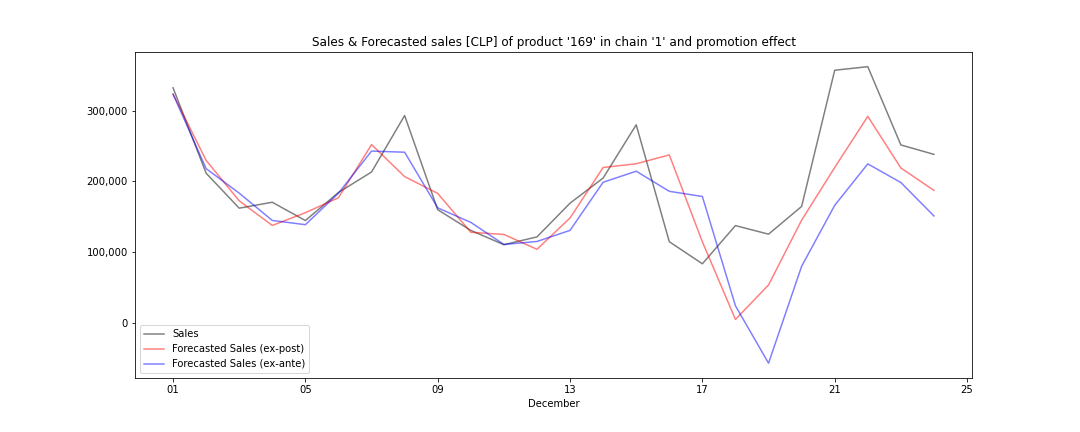 Sales & Forecasted sales [CLP] of product '169' in chain '1' and promotion effect
300,000
200,000
100,000
0
Sales
Forecasted Sales (ex-post)
Forecasted Sales (ex-ante)
01 05 09 13 17 21 25
December